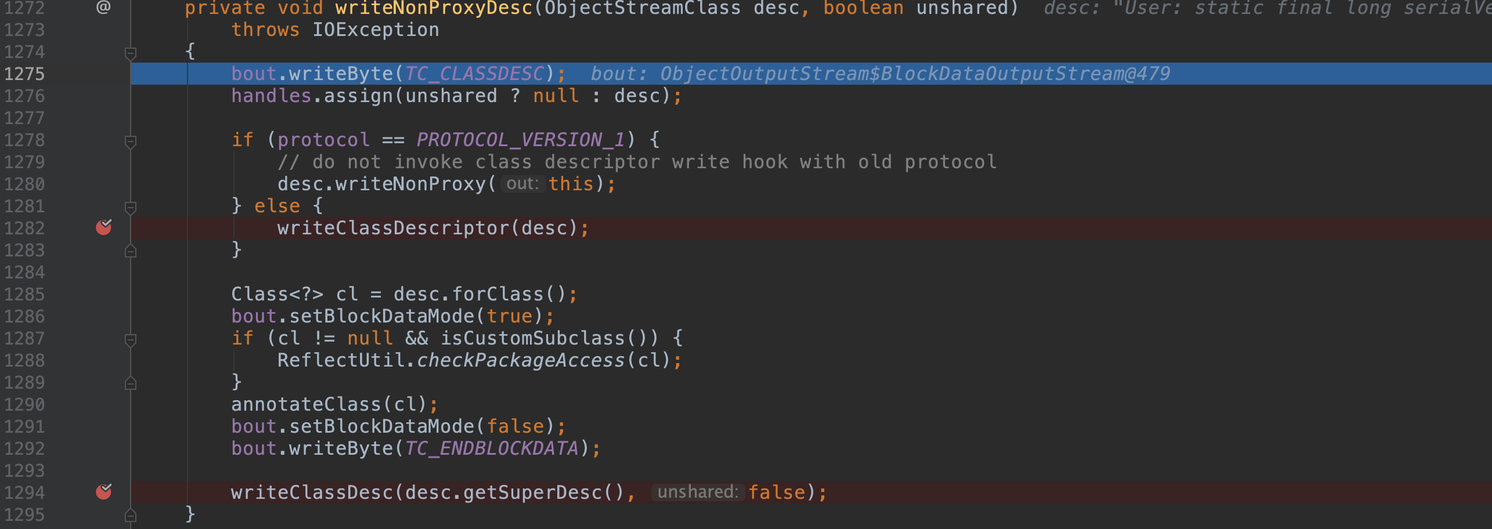 1272 @ private void writeNonProxyDesc(ObjectStreamClass desc, boolean unshared) desc: "User: static final long serialVe
1273 throws IOException
1274 {
1275 bout.writeByte(TC_CLASSDESC); bout: ObjectOutputStream$BlockDataOutputStream@479
1276 handles.assign(unshared ? null : desc);
1277
1278 if (protocol == PROTOCOL_VERSION_1) {
1279 // do not invoke class descriptor write hook with old protocol
1280 desc.writeNonProxy( out: this);
1281 } else {
1282 writeClassDescriptor(desc);
1283 }
1284
1285 Class<?> cl = desc.forClass();
1286 bout.setBlockDataMode(true);
1287 if (cl != null && isCustomSubclass()) {
1288 ReflectUtil.checkPackageAccess(cl);
1289 }
1290 annotateClass(cl);
1291 bout.setBlockDataMode(false);
1292 bout.writeByte(TC_ENDBLOCKDATA);
1293
1294 writeClassDesc(desc.getSuperDesc(), unshared: false);
1295 }